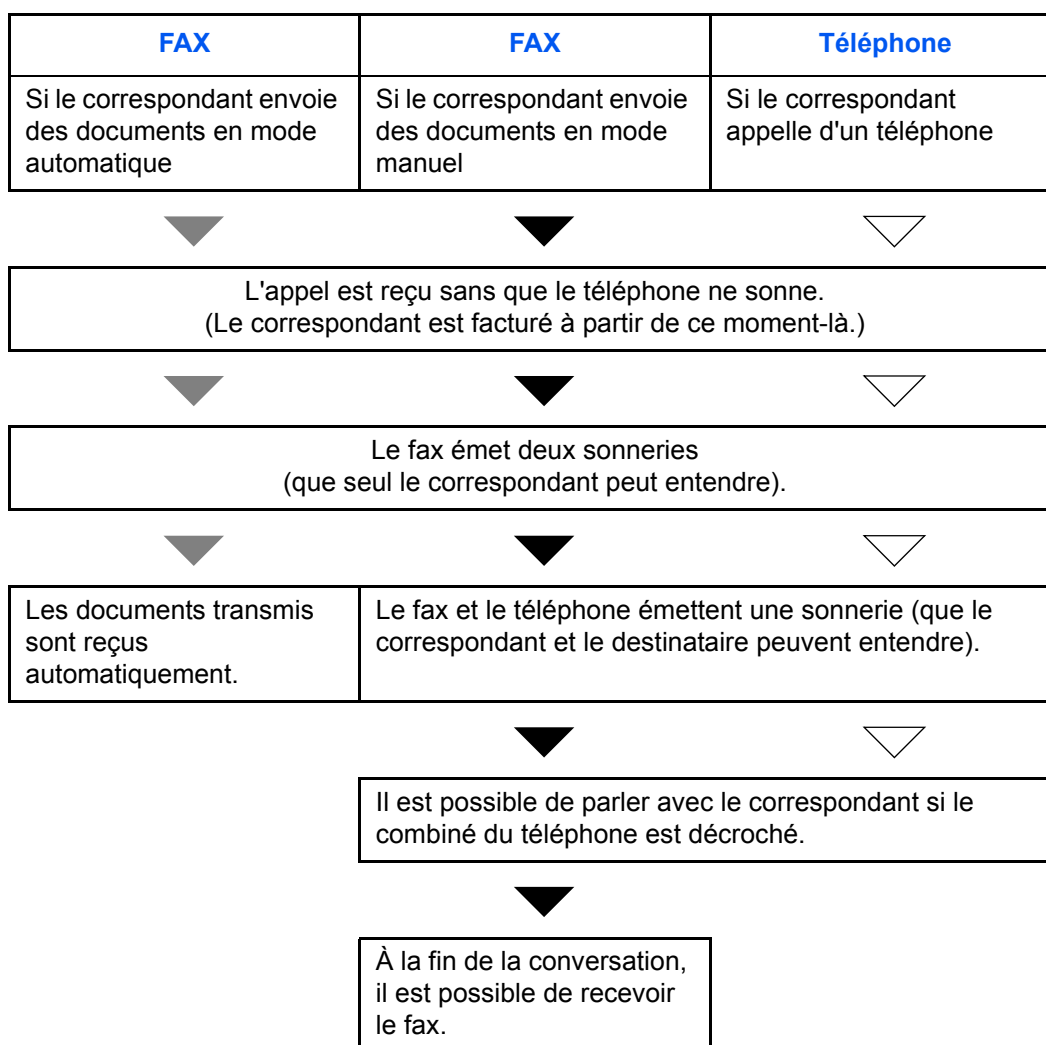 FAX
FAX
Téléphone
Si le correspondant envoie
des documents en mode
automatique
Si le correspondant envoie
des documents en mode
manuel
Si le correspondant
appelle d'un téléphone
L'appel est reçu sans que le téléphone ne sonne.
(Le correspondant est facturé à partir de ce moment-là.)
Le fax émet deux sonneries
(que seul le correspondant peut entendre).
Les documents transmis
sont reçus
automatiquement.
Le fax et le téléphone émettent une sonnerie (que le
correspondant et le destinataire peuvent entendre).
Il est possible de parler avec le correspondant si le
combiné du téléphone est décroché.
À la fin de la conversation,
il est possible de recevoir
le fax.